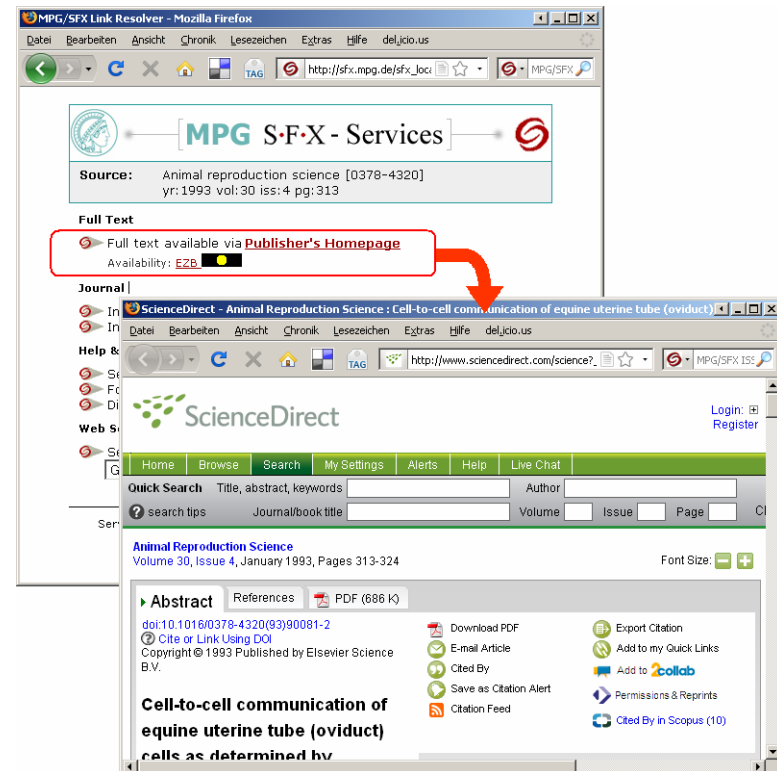 MPG/SFX Link Resolver - Mozilla Firefox
Datei Bearbeiten Ansicht Chronik Lesezeichen Extras Hilfe del.icio.us
TAG http://sfx.mpg.de/sfx_loca MPG/SFX
MPG S·F·X - Services
Source: Animal reproduction science [0378-4320]
yr:1993 vol:30 iss:4 pg:313
Full Text
Full text available via Publisher's Homepage
Availability: EZB
Journal
In
In
Help &
Se
Fo
Di
Web Se
Se
G
Ser
ScienceDirect - Animal Reproduction Science : Cell-to-cell communication of equine uterine tube (oviduct)
Datei Bearbeiten Ansicht Chronik Lesezeichen Extras Hilfe del.icio.us
TAG http://www.sciencedirect.com/science?_ MPG/SFX ISS
ScienceDirect
Login:
Register
Home Browse Search My Settings Alerts Help Live Chat
Quick Search Title, abstract, keywords Author
search tips Journal/book title Volume Issue Page Cl
Animal Reproduction Science
Volume 30, Issue 4, January 1993, Pages 313-324
Font Size:
Abstract References PDF (686 K)
doi:10.1016/0378-4320(93)90081-2
Cite or Link Using DOI
Copyright © 1993 Published by Elsevier Science
B.V.
Cell-to-cell communication of
equine uterine tube (oviduct)
cells as determined by
Download PDF
E-mail Article
Cited By
Save as Citation Alert
Citation Feed
Export Citation
Add to my Quick Links
Add to 2collab
Permissions & Reprints
Cited By in Scopus (10)